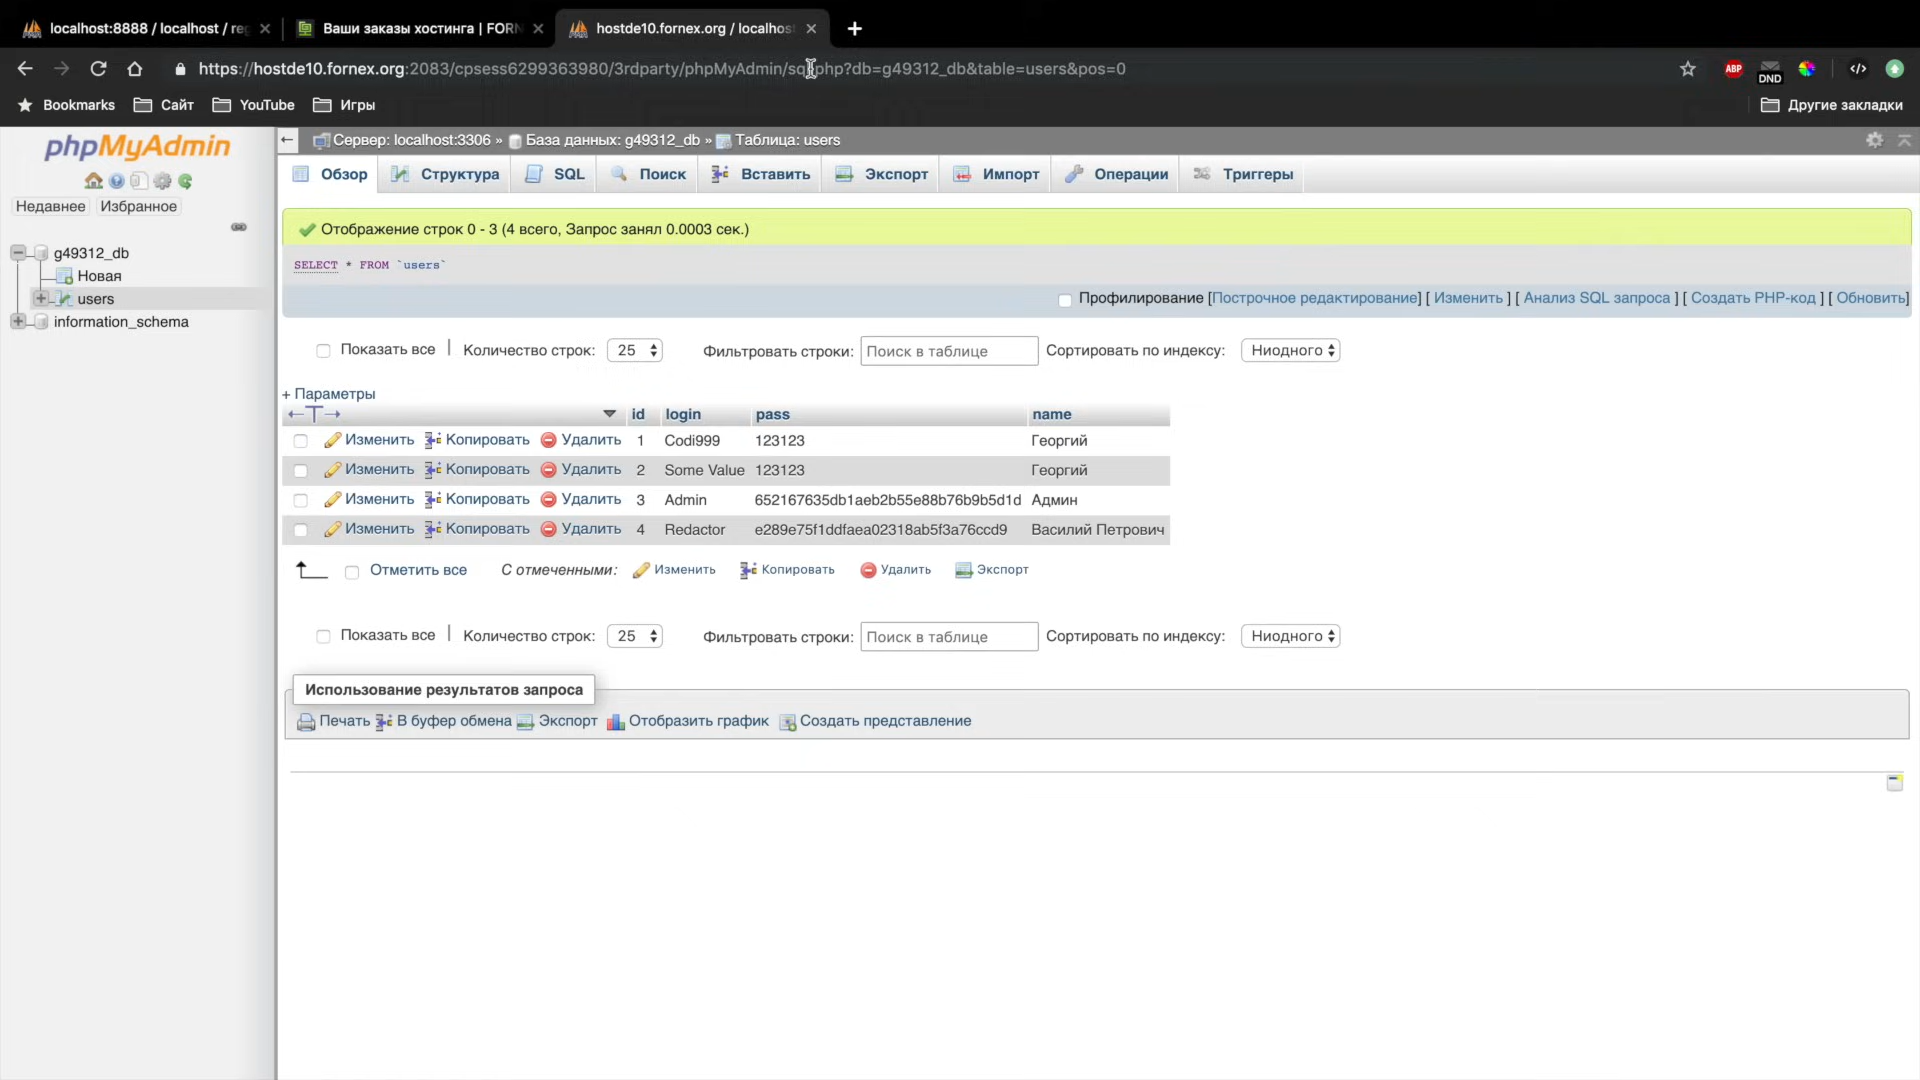 localhost:8888 / localhost / reg
Ваши заказы хостинга | FORN
hostde10.fornex.org / localhos
https://hostde10.fornex.org:2083/cpsess6299363980/3rdparty/phpMyAdmin/sql.php?db=g49312_db&table=users&pos=0
ABP
DND
Bookmarks
Сайт
YouTube
Игры
Другие закладки
phpMyAdmin
Недавнее Избранное
g49312_db
Новая
users
information_schema
Сервер: localhost:3306 » База данных: g49312_db » Таблица: users
Обзор Структура SQL Поиск Вставить Экспорт Импорт Операции Триггеры
Отображение строк 0 - 3 (4 всего, Запрос занял 0.0003 сек.)
SELECT * FROM `users`
Профилирование [Построчное редактирование] [ Изменить ] [ Анализ SQL запроса ] [ Создать PHP-код ] [ Обновить]
Показать все | Количество строк: 25 Фильтровать строки: Поиск в таблице Сортировать по индексу: Ниодного
+ Параметры
←T→ id login pass name
Изменить Копировать Удалить 1 Codi999 123123 Георгий
Изменить Копировать Удалить 2 Some Value 123123 Георгий
Изменить Копировать Удалить 3 Admin 652167635db1aeb2b55e88b76b9b5d1d Админ
Изменить Копировать Удалить 4 Redactor e289e75f1ddfaea02318ab5f3a76ccd9 Василий Петрович
Отметить все С отмеченными: Изменить Копировать Удалить Экспорт
Показать все | Количество строк: 25 Фильтровать строки: Поиск в таблице Сортировать по индексу: Ниодного
Использование результатов запроса
Печать В буфер обмена Экспорт Отобразить график Создать представление